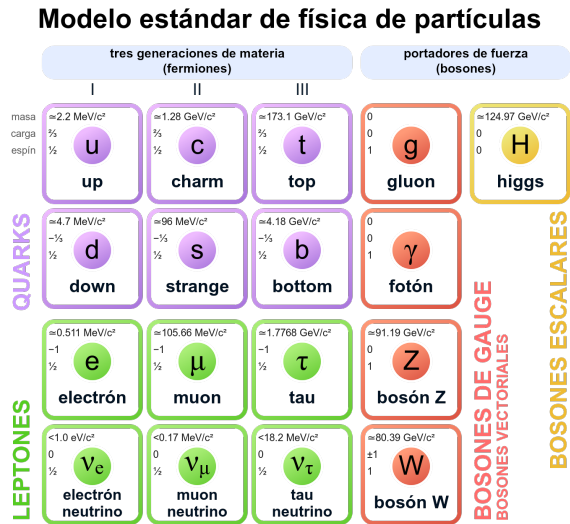 Modelo estándar de física de partículas
tres generaciones de materia
(fermiones)
portadores de fuerza
(bosones)
I
II
III
masa
carga
espín
≃2.2 MeV/c²
⅔
½
u
up
≃1.28 GeV/c²
⅔
½
c
charm
≃173.1 GeV/c²
⅔
½
t
top
0
0
1
g
gluon
≃124.97 GeV/c²
0
0
H
higgs
QUARKS
≃4.7 MeV/c²
−⅓
½
d
down
≃96 MeV/c²
−⅓
½
s
strange
≃4.18 GeV/c²
−⅓
½
b
bottom
0
0
1
γ
fotón
LEPTONES
≃0.511 MeV/c²
−1
½
e
electrón
≃105.66 MeV/c²
−1
½
μ
muon
≃1.7768 GeV/c²
−1
½
τ
tau
≃91.19 GeV/c²
0
1
Z
bosón Z
<1.0 eV/c²
0
½
νe
electrón
neutrino
<0.17 MeV/c²
0
½
νμ
muon
neutrino
<18.2 MeV/c²
0
½
ντ
tau
neutrino
≃80.39 GeV/c²
±1
1
W
bosón W
BOSONES DE GAUGE
BOSONES VECTORIALES
BOSONES ESCALARES